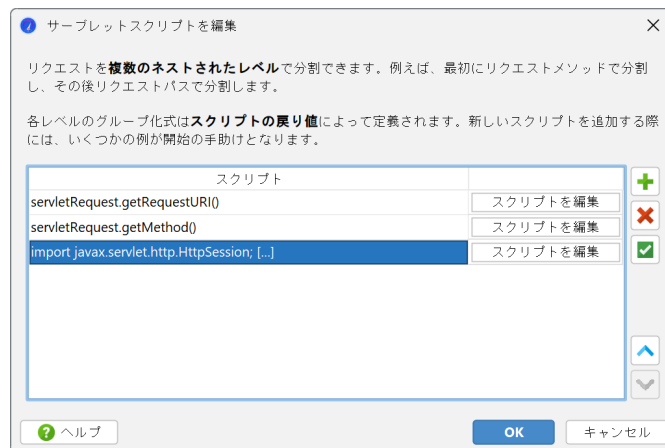 サーブレットスクリプトを編集
リクエストを複数のネストされたレベルで分割できます。例えば、最初にリクエストメソッドで分割
し、その後リクエストパスで分割します。
各レベルのグループ化式はスクリプトの戻り値によって定義されます。新しいスクリプトを追加する際
には、いくつかの例が開始の手助けとなります。
スクリプト
servletRequest.getRequestURI() スクリプトを編集
servletRequest.getMethod() スクリプトを編集
import javax.servlet.http.HttpSession; [...] スクリプトを編集
ヘルプ OK キャンセル